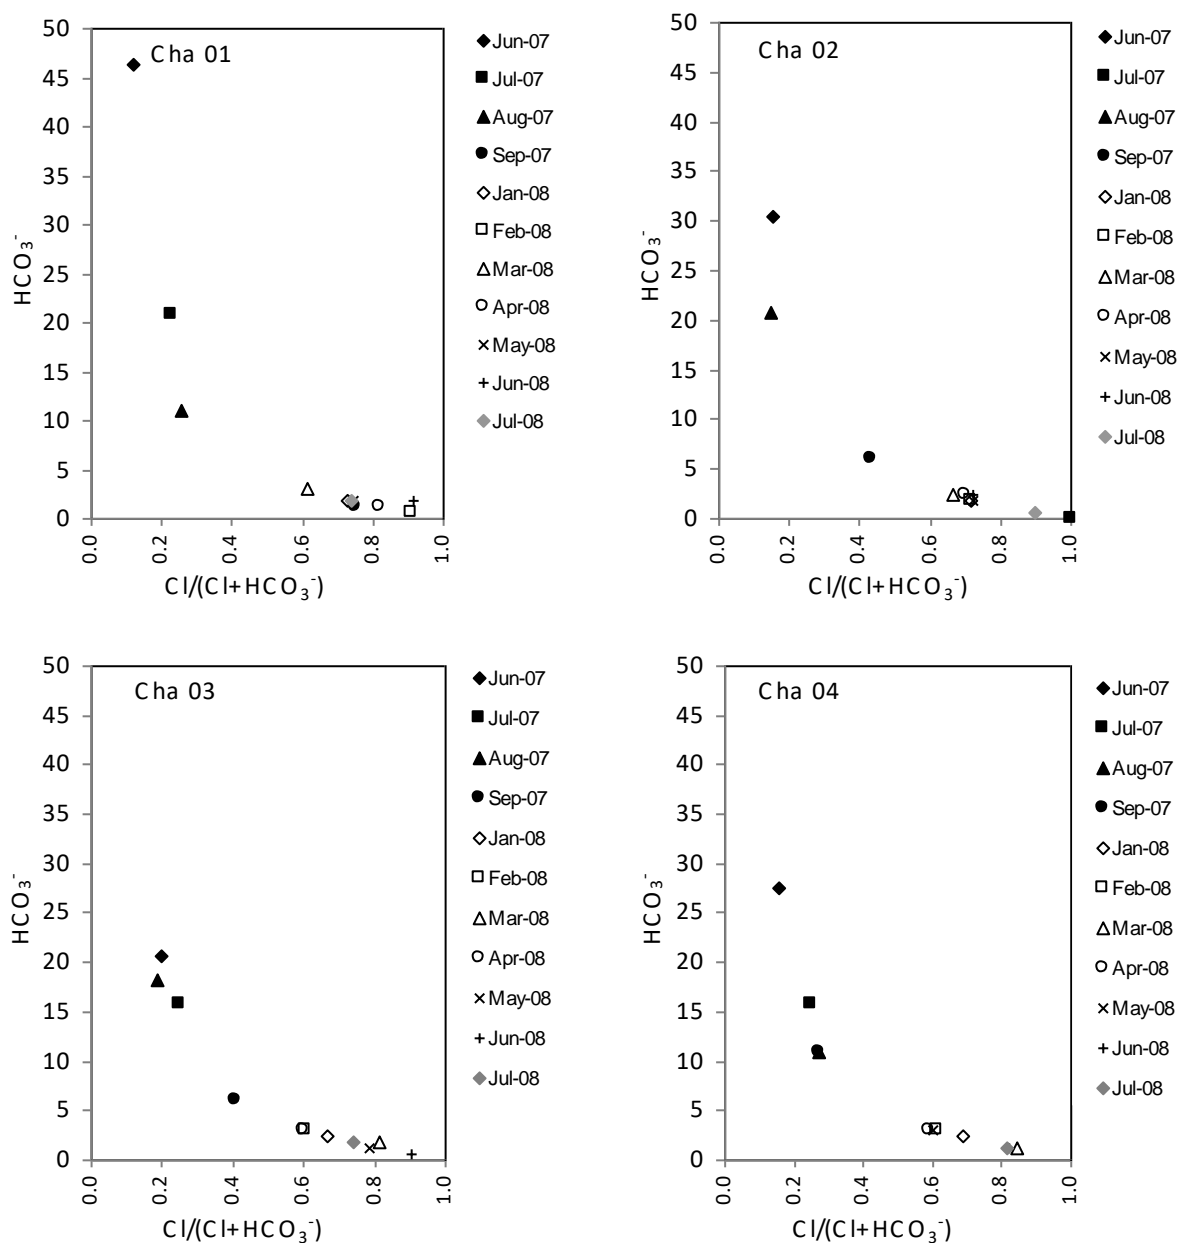 Cha 01
50
45
40
35
30
25
20
15
10
5
0
HCO₃⁻
0.0
0.2
0.4
0.6
0.8
1.0
Cl/(Cl+HCO₃⁻)
Jun-07
Jul-07
Aug-07
Sep-07
Jan-08
Feb-08
Mar-08
Apr-08
May-08
Jun-08
Jul-08
Cha 02
50
45
40
35
30
25
20
15
10
5
0
HCO₃⁻
0.0
0.2
0.4
0.6
0.8
1.0
Cl/(Cl+HCO₃⁻)
Jun-07
Jul-07
Aug-07
Sep-07
Jan-08
Feb-08
Mar-08
Apr-08
May-08
Jun-08
Jul-08
Cha 03
50
45
40
35
30
25
20
15
10
5
0
HCO₃⁻
0.0
0.2
0.4
0.6
0.8
1.0
Cl/(Cl+HCO₃⁻)
Jun-07
Jul-07
Aug-07
Sep-07
Jan-08
Feb-08
Mar-08
Apr-08
May-08
Jun-08
Jul-08
Cha 04
50
45
40
35
30
25
20
15
10
5
0
HCO₃⁻
0.0
0.2
0.4
0.6
0.8
1.0
Cl/(Cl+HCO₃⁻)
Jun-07
Jul-07
Aug-07
Sep-07
Jan-08
Feb-08
Mar-08
Apr-08
May-08
Jun-08
Jul-08